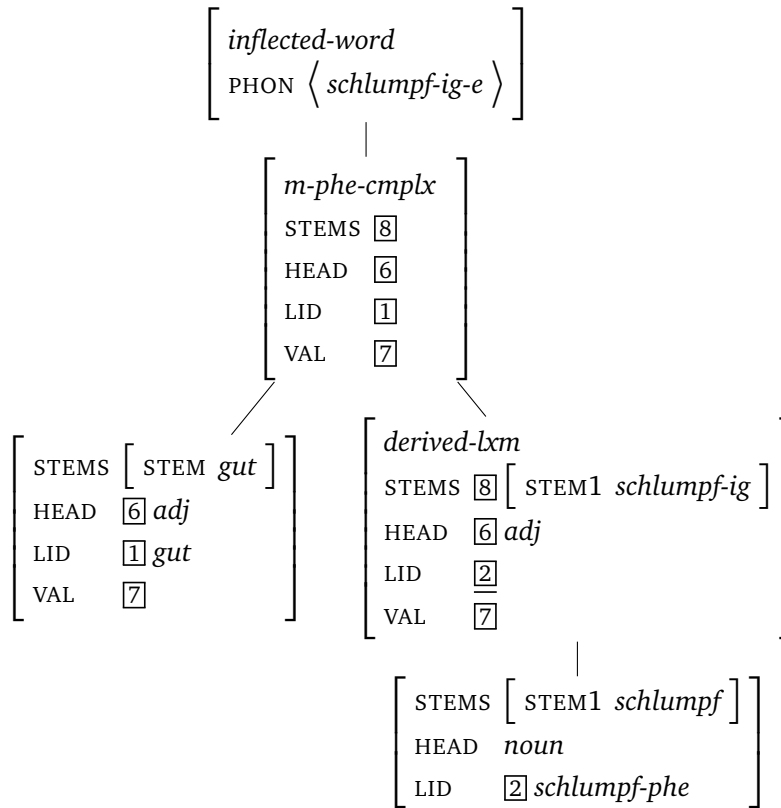 inflected-word
PHON ⟨ schlumpf-ig-e ⟩
m-phe-cmplx
STEMS 8
HEAD 6
LID 1
VAL 7
STEMS [ STEM gut ]
HEAD 6 adj
LID 1 gut
VAL 7
derived-lxm
STEMS 8 [ STEM1 schlumpf-ig ]
HEAD 6 adj
LID 2
VAL 7
STEMS [ STEM1 schlumpf ]
HEAD noun
LID 2 schlumpf-phe